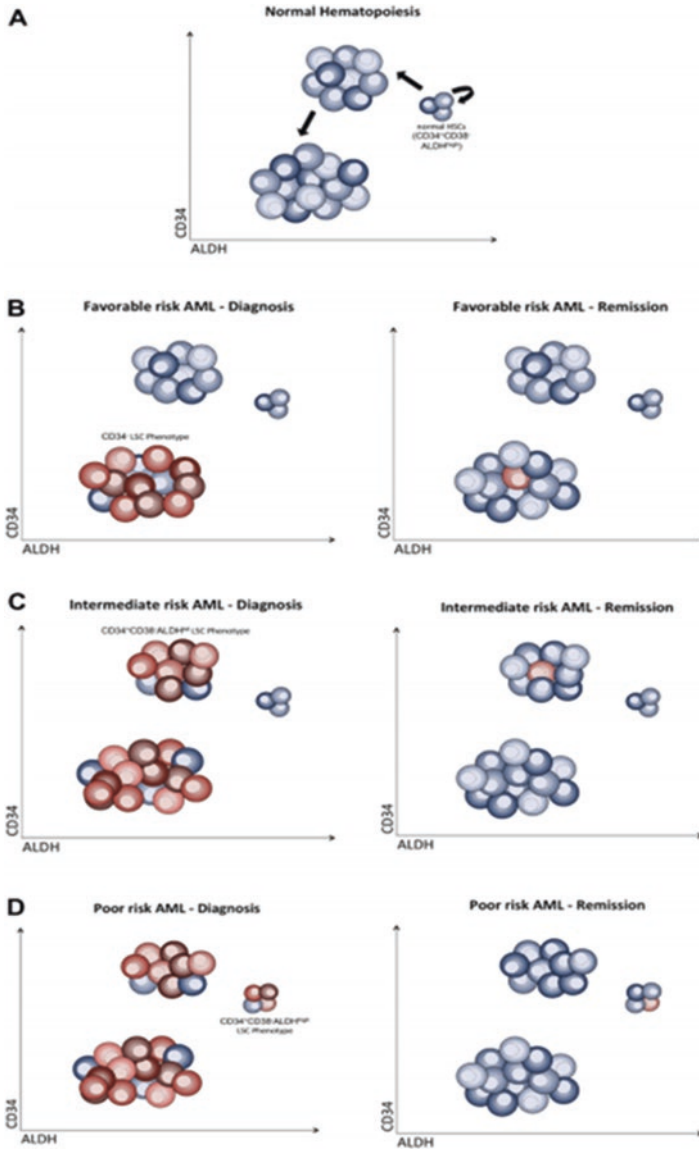 A
Normal Hematopoiesis
normal HSCs
(CD34⁺CD38⁻
ALDHʰⁱᵍʰ)
CD34
ALDH
B
Favorable risk AML - Diagnosis
CD34⁻ LSC Phenotype
CD34
ALDH
Favorable risk AML - Remission
CD34
ALDH
C
Intermediate risk AML - Diagnosis
CD34⁺CD38⁻ALDH LSC Phenotype
CD34
ALDH
Intermediate risk AML - Remission
CD34
ALDH
D
Poor risk AML - Diagnosis
CD34⁺CD38⁻ALDHʰⁱᵍʰ
LSC Phenotype
CD34
ALDH
Poor risk AML - Remission
CD34
ALDH